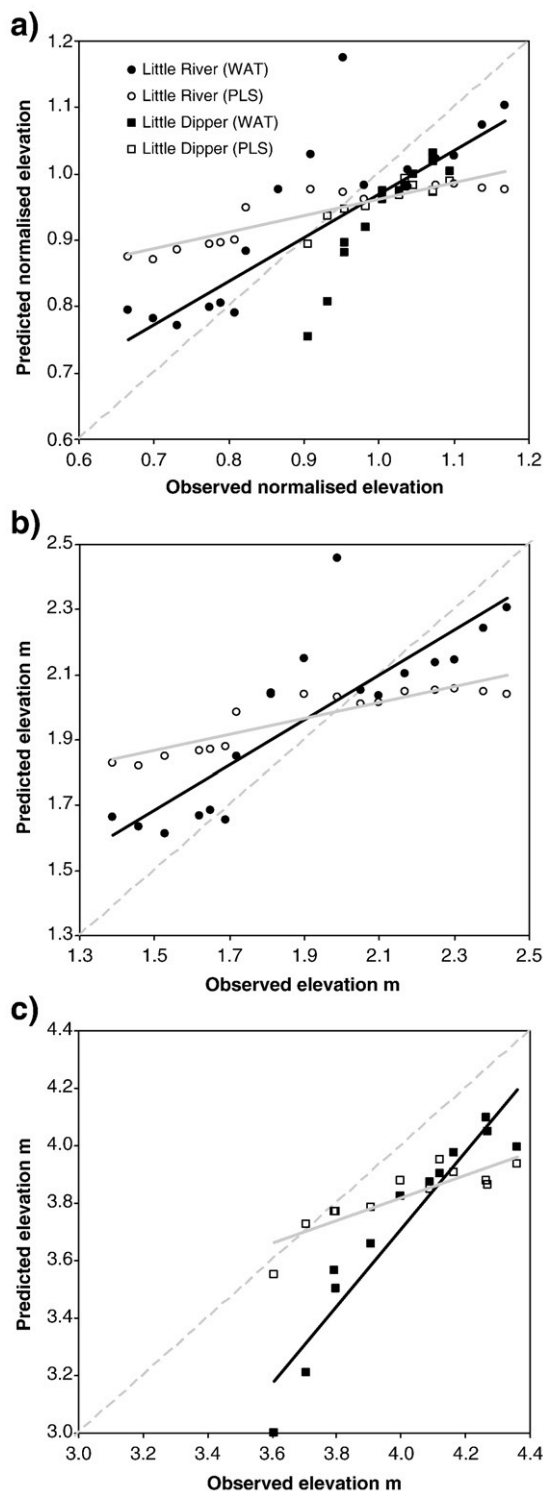 a)
1.2
1.1
1.0
0.9
0.8
0.7
0.6
Predicted normalised elevation
Little River (WAT)
Little River (PLS)
Little Dipper (WAT)
Little Dipper (PLS)
0.6 0.7 0.8 0.9 1.0 1.1 1.2
Observed normalised elevation
b)
2.5
2.3
2.1
1.9
1.7
1.5
1.3
Predicted elevation m
1.3 1.5 1.7 1.9 2.1 2.3 2.5
Observed elevation m
c)
4.4
4.2
4.0
3.8
3.6
3.4
3.2
3.0
Predicted elevation m
3.0 3.2 3.4 3.6 3.8 4.0 4.2 4.4
Observed elevation m